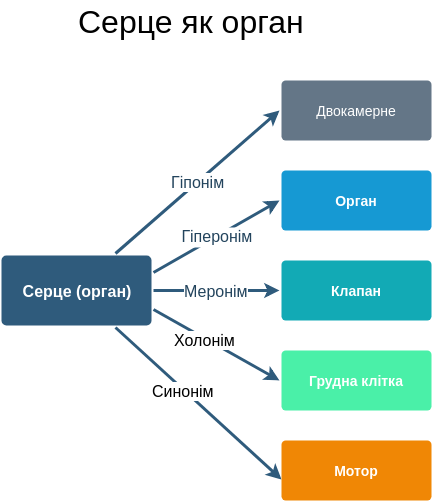 Серце як орган
Двокамерне
Гіпонім
Орган
Гіперонім
Серце (орган)
Меронім
Клапан
Холонім
Грудна клітка
Синонім
Мотор